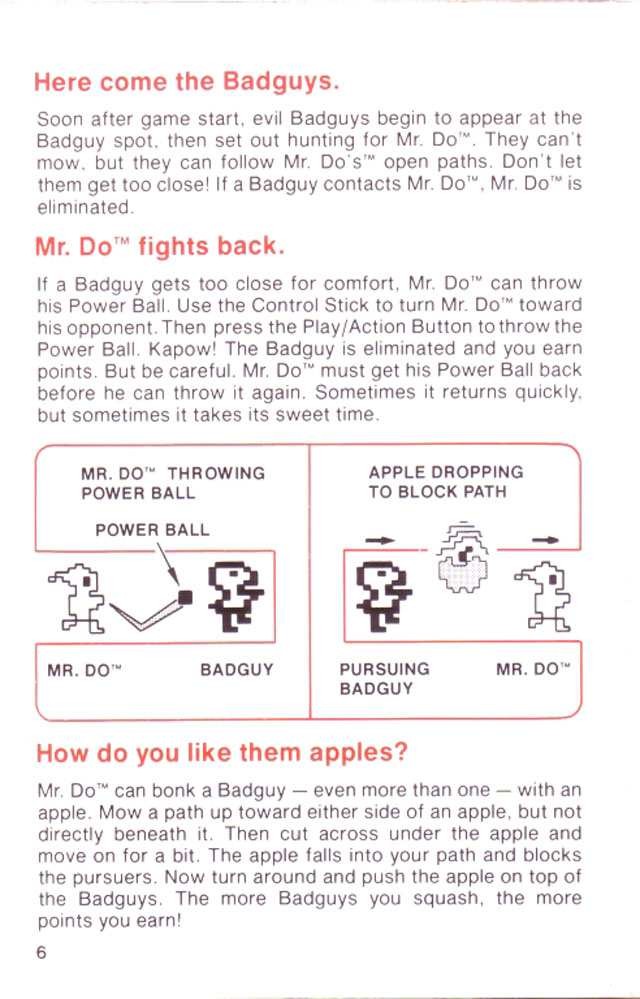 Here come the Badguys.
Soon after game start, evil Badguys begin to appear at the
Badguy spot, then set out hunting for Mr. Do™. They can't
mow, but they can follow Mr. Do's™ open paths. Don't let
them get too close! If a Badguy contacts Mr. Do™, Mr. Do™ is
eliminated.
Mr. Do™ fights back.
If a Badguy gets too close for comfort, Mr. Do™ can throw
his Power Ball. Use the Control Stick to turn Mr. Do™ toward
his opponent. Then press the Play/Action Button to throw the
Power Ball. Kapow! The Badguy is eliminated and you earn
points. But be careful. Mr. Do™ must get his Power Ball back
before he can throw it again. Sometimes it returns quickly,
but sometimes it takes its sweet time.
MR. DO™ THROWING
POWER BALL
POWER BALL
MR. DO™
BADGUY
APPLE DROPPING
TO BLOCK PATH
PURSUING
BADGUY
MR. DO™
How do you like them apples?
Mr. Do™ can bonk a Badguy — even more than one — with an
apple. Mow a path up toward either side of an apple, but not
directly beneath it. Then cut across under the apple and
move on for a bit. The apple falls into your path and blocks
the pursuers. Now turn around and push the apple on top of
the Badguys. The more Badguys you squash, the more
points you earn!
6